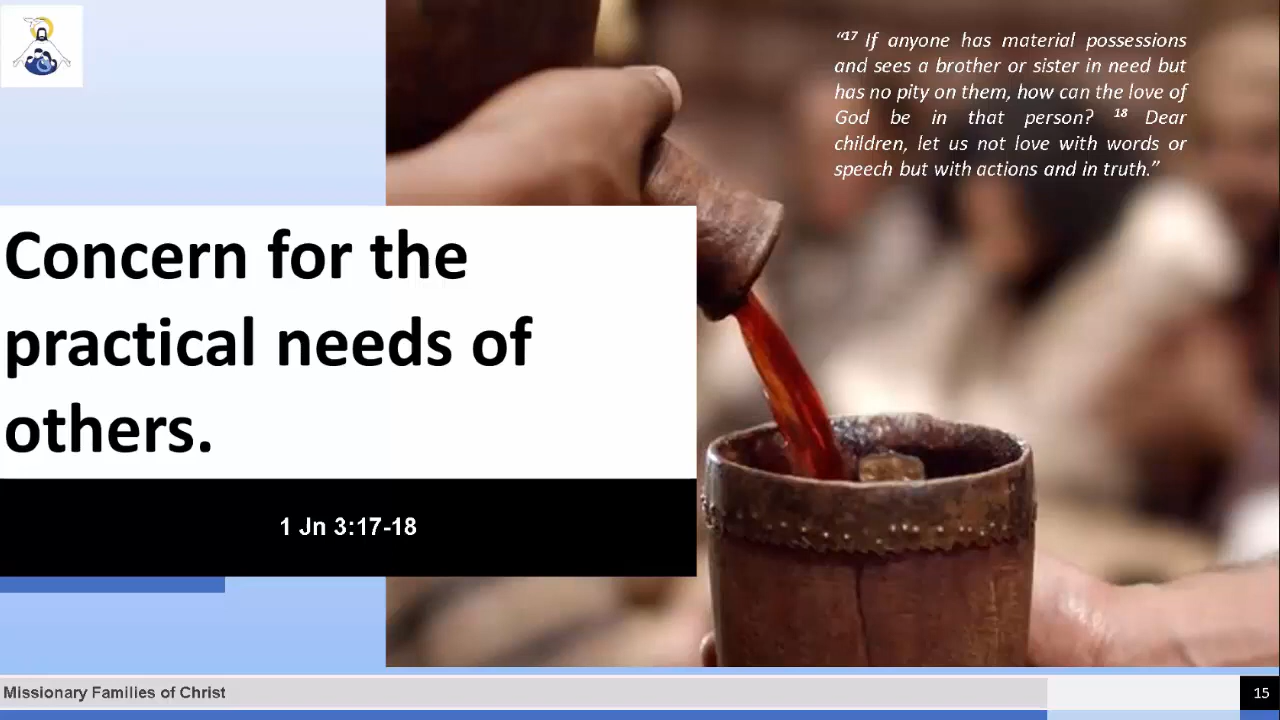 “17 If anyone has material possessions
and sees a brother or sister in need but
has no pity on them, how can the love of
God be in that person? 18 Dear
children, let us not love with words or
speech but with actions and in truth.”
Concern for the
practical needs of
others.
1 Jn 3:17-18
Missionary Families of Christ
15